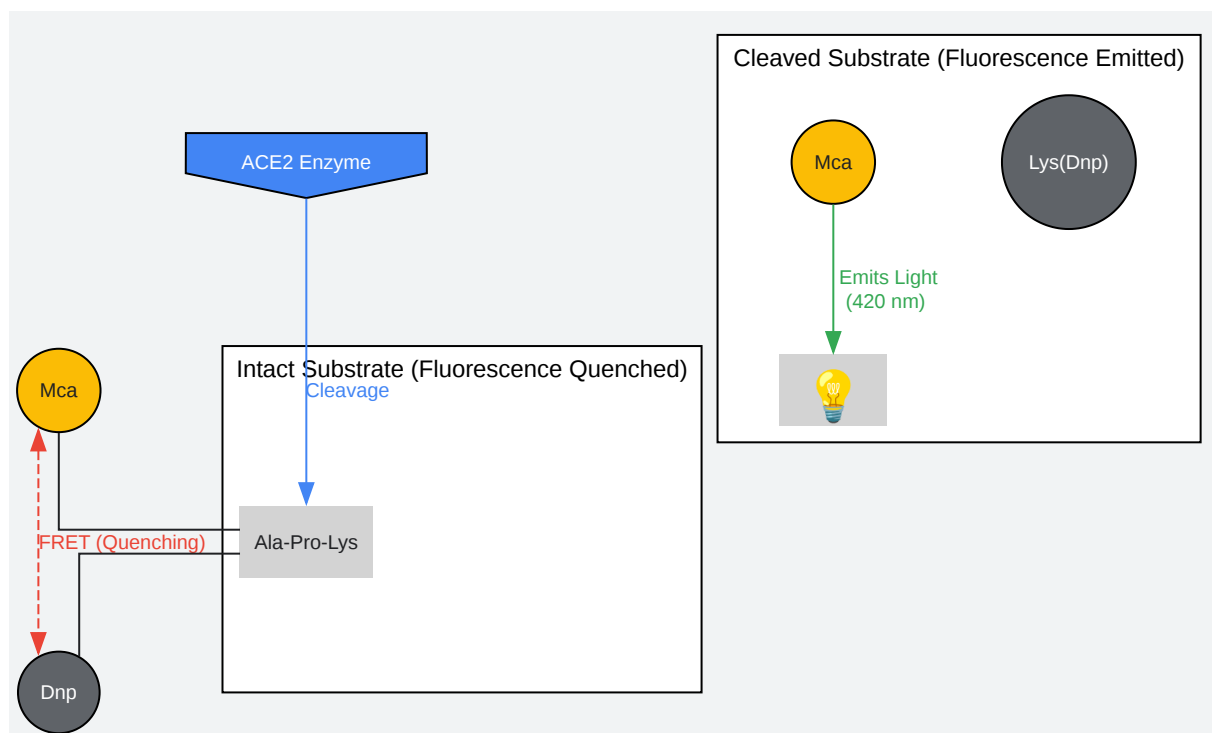 Cleaved Substrate (Fluorescence Emitted)
ACE2 Enzyme
Mca
Lys(Dnp)
Emits Light
(420 nm)
Intact Substrate (Fluorescence Quenched)
Cleavage
Mca
FRET (Quenching)
Ala-Pro-Lys
Dnp